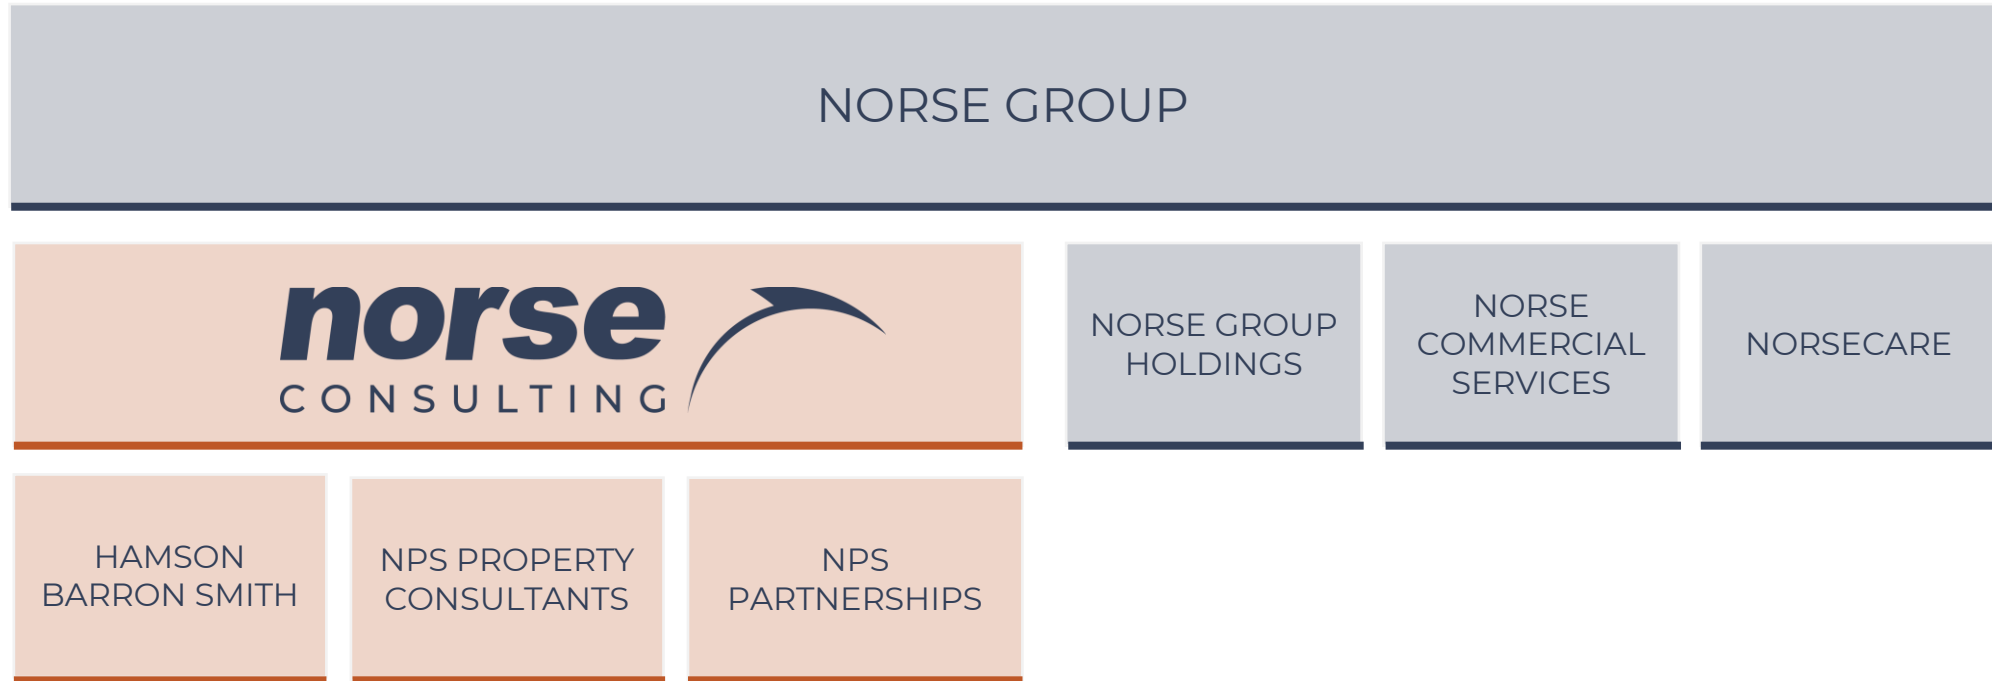 NORSE GROUP
norse
CONSULTING
NORSE GROUP
HOLDINGS
NORSE
COMMERCIAL
SERVICES
NORSECARE
HAMSON
BARRON SMITH
NPS PROPERTY
CONSULTANTS
NPS
PARTNERSHIPS